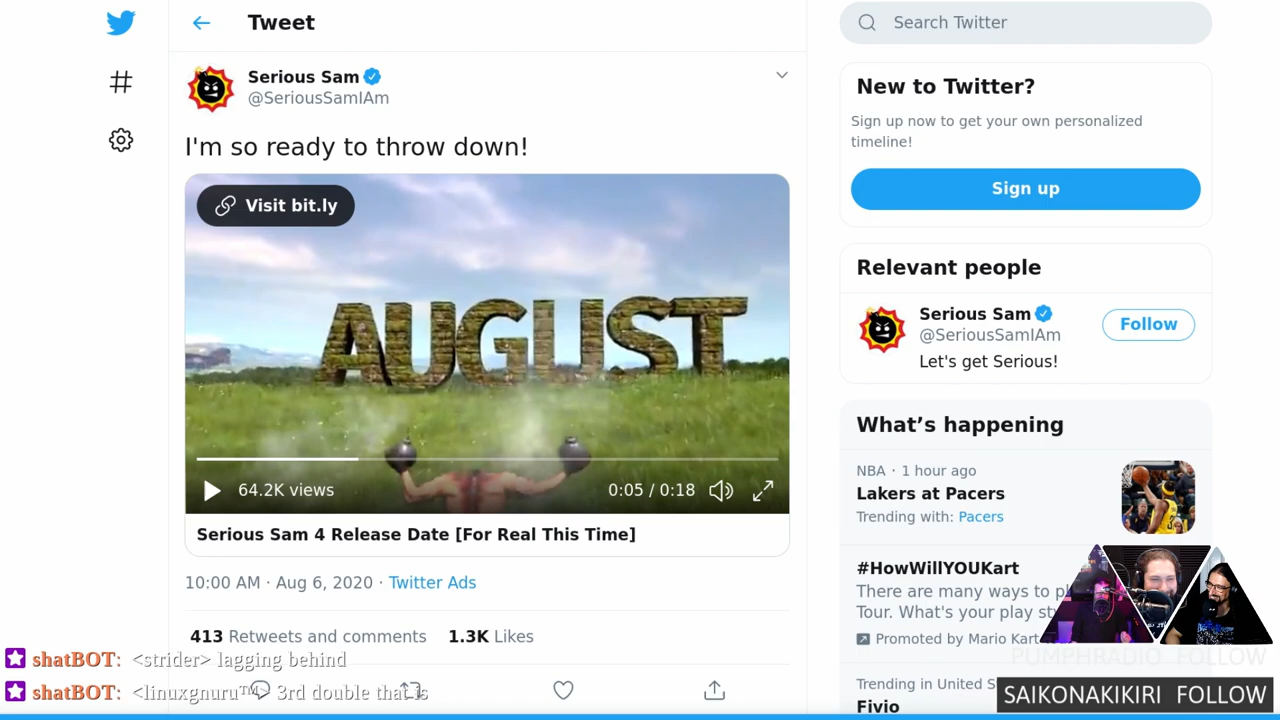 Tweet
Search Twitter
Serious Sam
@SeriousSamIAm
I'm so ready to throw down!
Visit bit.ly
AUGUST
64.2K views
0:05 / 0:18
Serious Sam 4 Release Date [For Real This Time]
10:00 AM · Aug 6, 2020 · Twitter Ads
413 Retweets and comments 1.3K Likes
New to Twitter?
Sign up now to get your own personalized
timeline!
Sign up
Relevant people
Serious Sam
@SeriousSamIAm
Follow
Let's get Serious!
What’s happening
NBA · 1 hour ago
Lakers at Pacers
Trending with: Pacers
#HowWillYOUKart
There are many ways to
Tour. What's your play
Promoted by Mario Kart
Trending in United S
Fivio
shatBOT: <strider> lagging behind
shatBOT: <linuxgnuru™> 3rd double that is
PUMPHRADIO FOLLOW
SAIKONAKIKIRI FOLLOW